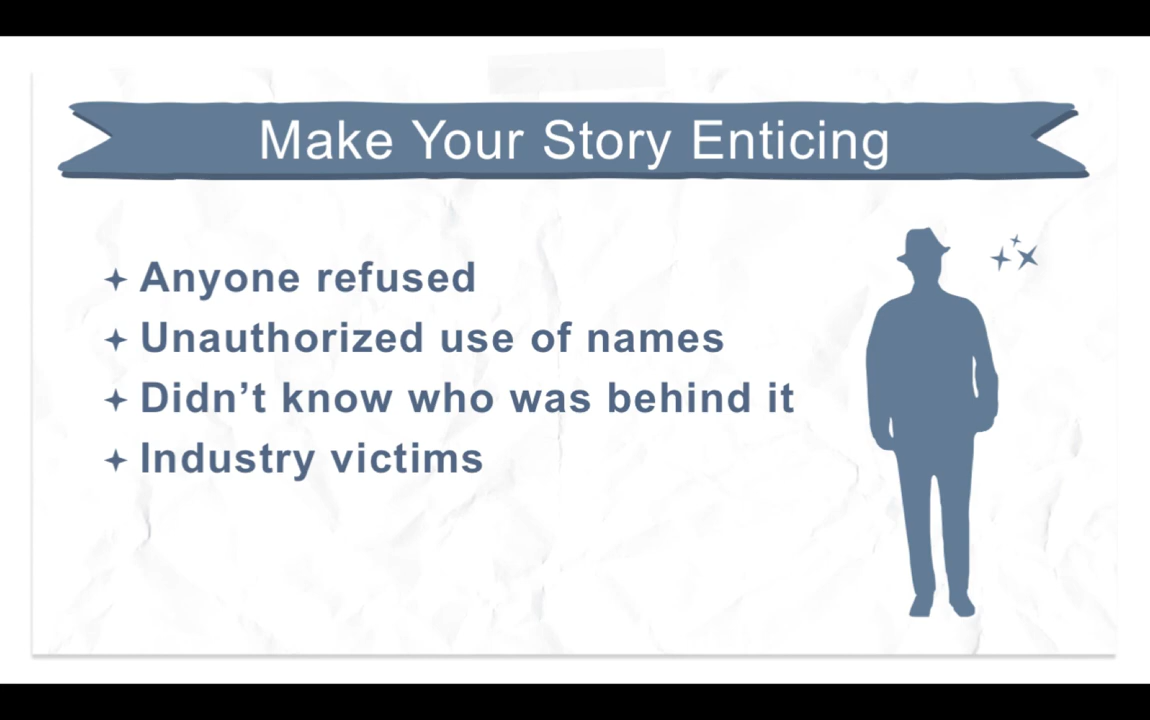 Make Your Story Enticing
Anyone refused
Unauthorized use of names
Didn’t know who was behind it
Industry victims